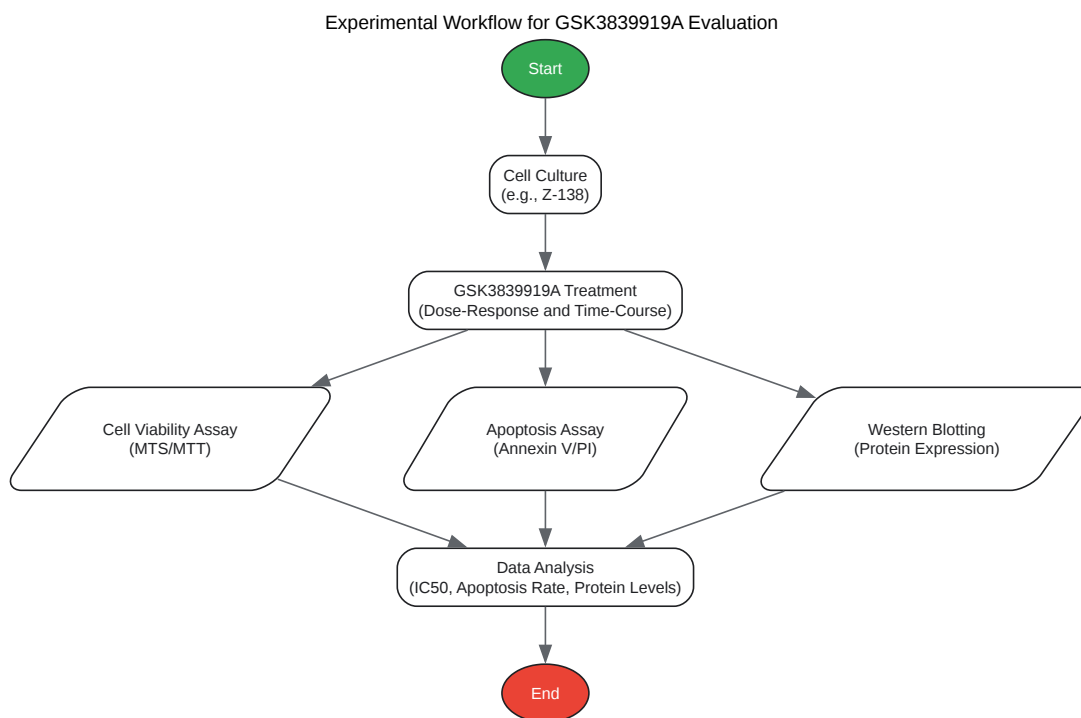 Experimental Workflow for GSK3839919A Evaluation
Start
Cell Culture
(e.g., Z-138)
GSK3839919A Treatment
(Dose-Response and Time-Course)
Cell Viability Assay
(MTS/MTT)
Apoptosis Assay
(Annexin V/PI)
Western Blotting
(Protein Expression)
Data Analysis
(IC50, Apoptosis Rate, Protein Levels)
End